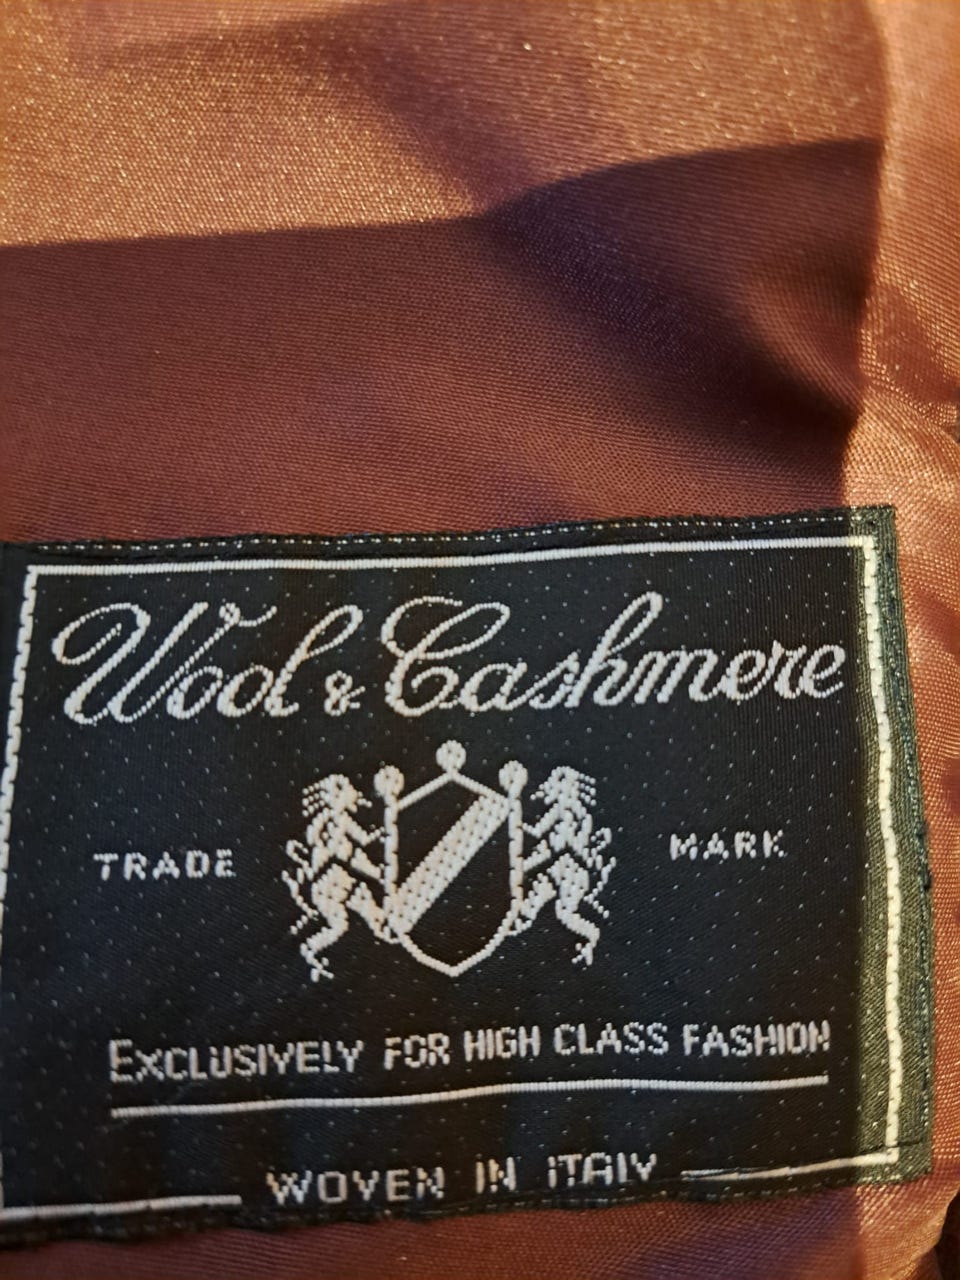 Wool & Cashmere
TRADE MARK
EXCLUSIVELY FOR HIGH CLASS FASHION
WOVEN IN ITALY